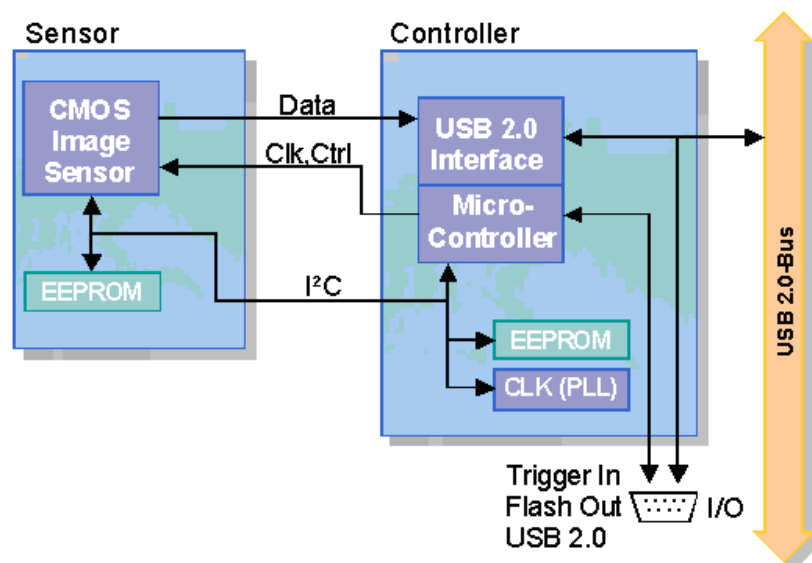 Sensor
Controller
CMOS
Image
Sensor
Data
Clk,Ctrl
USB 2.0
Interface
Micro-
Controller
EEPROM
I²C
EEPROM
CLK (PLL)
USB 2.0-Bus
Trigger In
Flash Out
USB 2.0
I/O